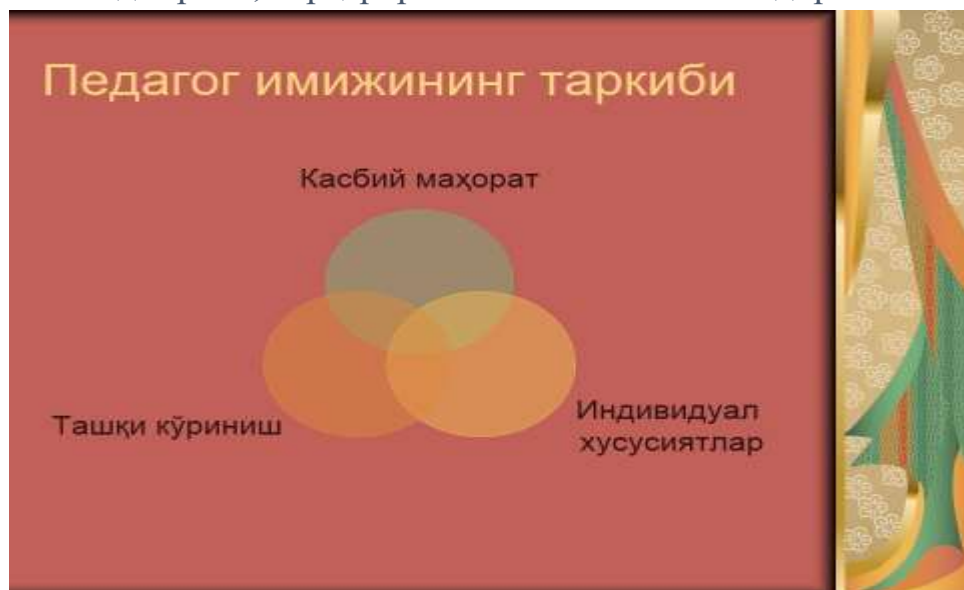 Педагог имижининг таркиби
Касбий маҳорат
Ташқи кўриниш
Индивидуал
хусусиятлар